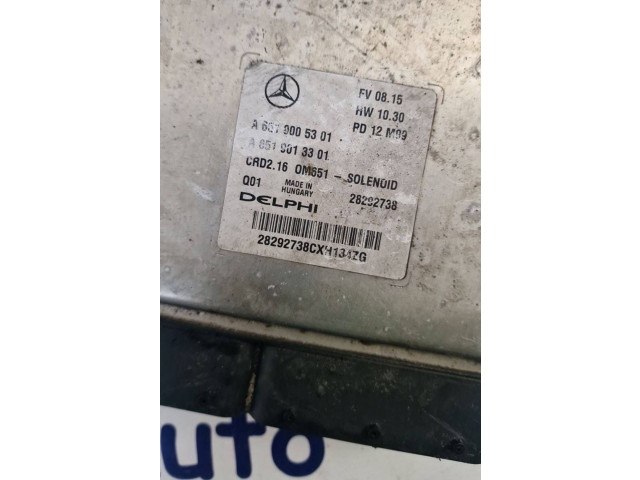 FV 08.15
HW 10.30
PD 12 M09
A 651 900 53 01
A 651 901 33 01
CRD2.16 OM651 - SOLENOID
Q01 MADE IN HUNGARY 28292738
DELPHI
28292738CXH134ZG
uto